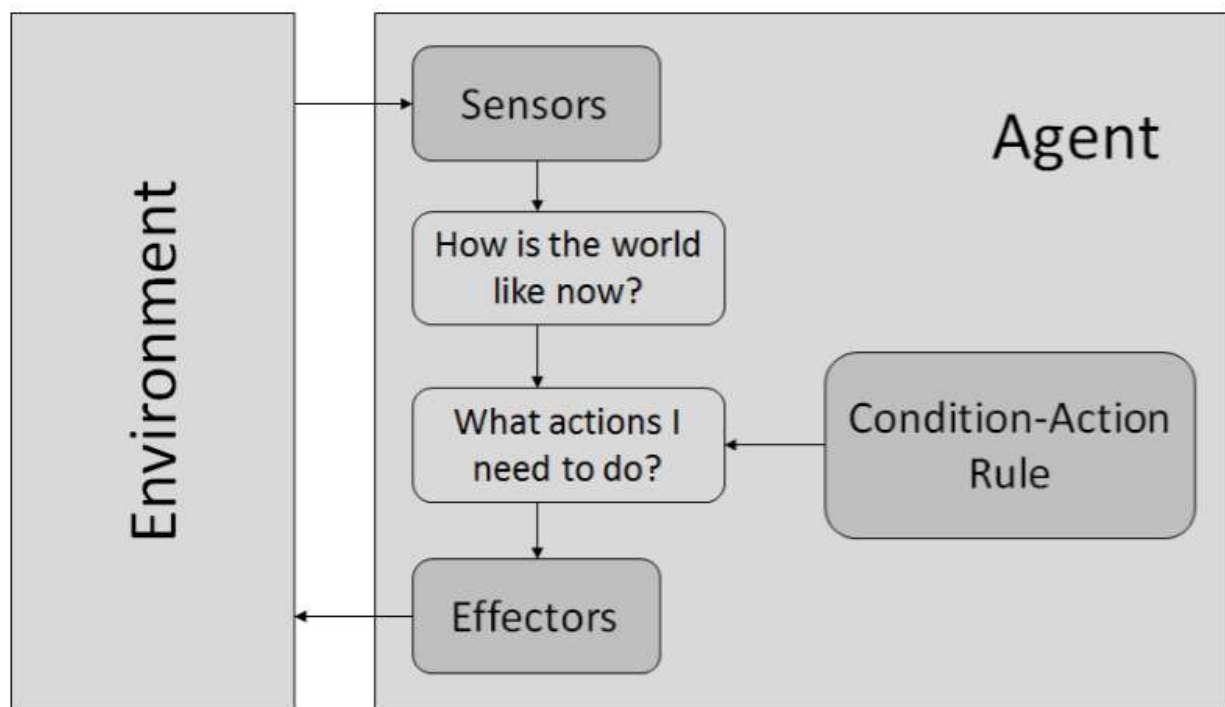 Environment
Agent
Sensors
How is the world
like now?
What actions I
need to do?
Condition-Action
Rule
Effectors